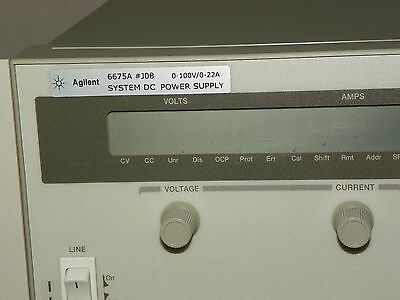 Agilent 6675A #J0B 0-100V/0-22A
SYSTEM DC POWER SUPPLY
VOLTS AMPS
CV CC Unr Dis OCP Prot Err Cal Shift Rmt Addr
VOLTAGE CURRENT
LINE
On